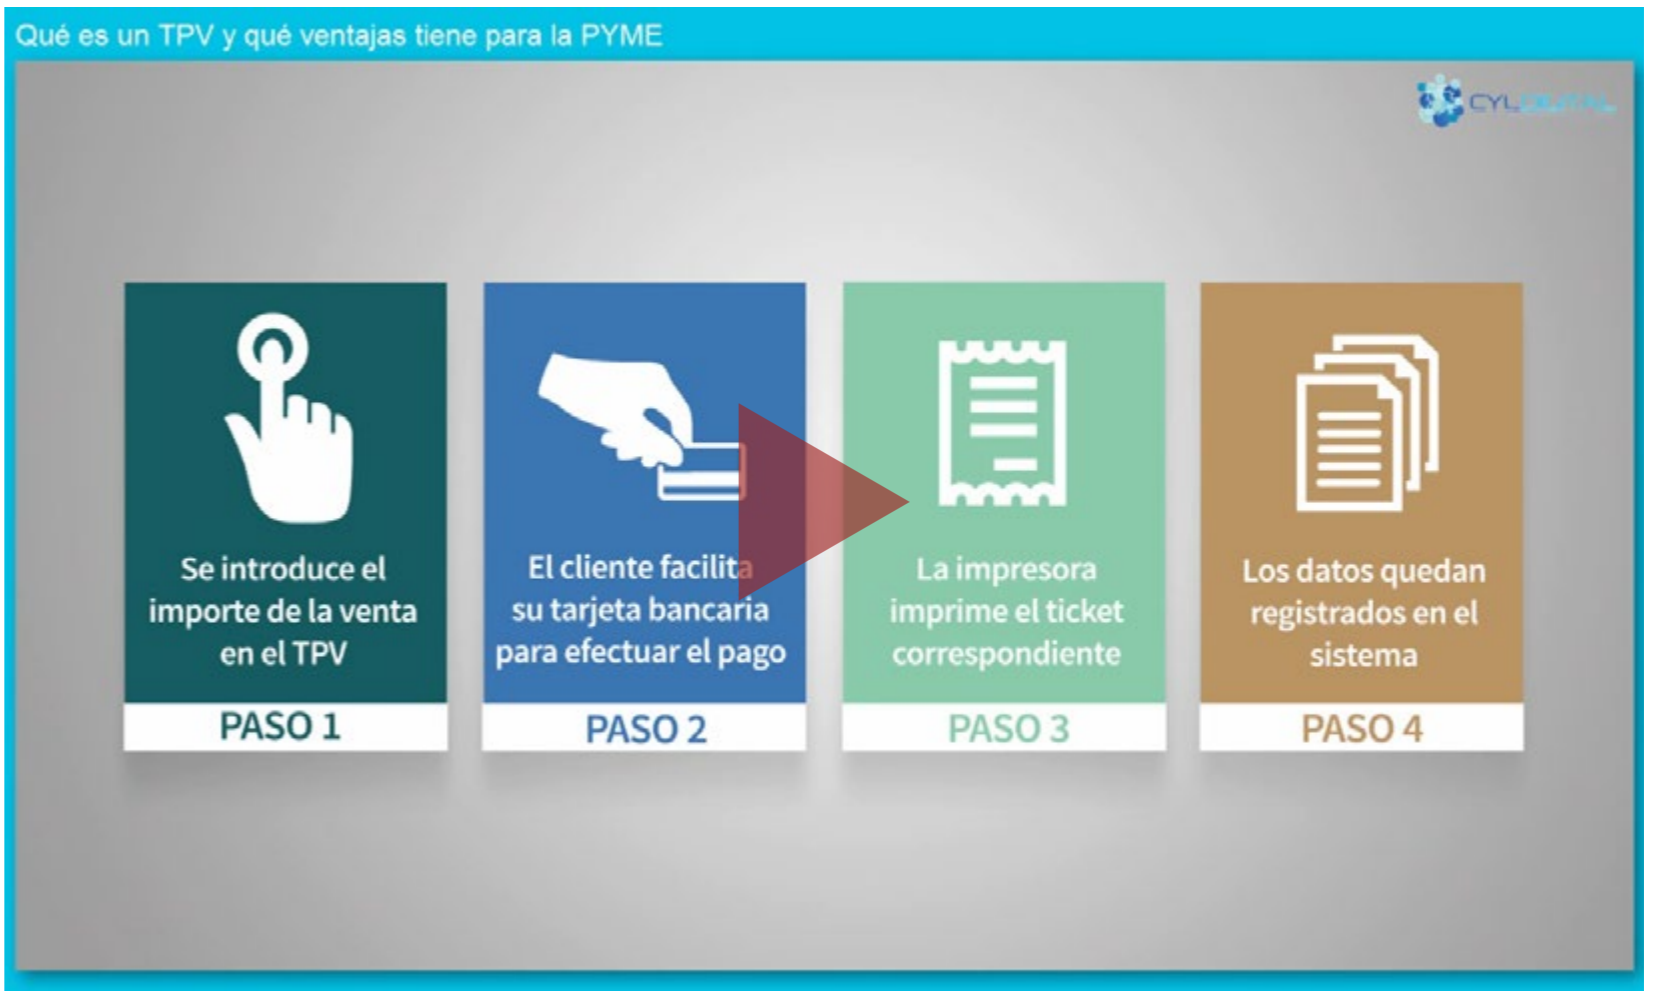 Qué es un TPV y qué ventajas tiene para la PYME
CYLDIGITAL
Se introduce el
importe de la venta
en el TPV
PASO 1
El cliente facilita
su tarjeta bancaria
para efectuar el pago
PASO 2
La impresora
imprime el ticket
correspondiente
PASO 3
Los datos quedan
registrados en el
sistema
PASO 4